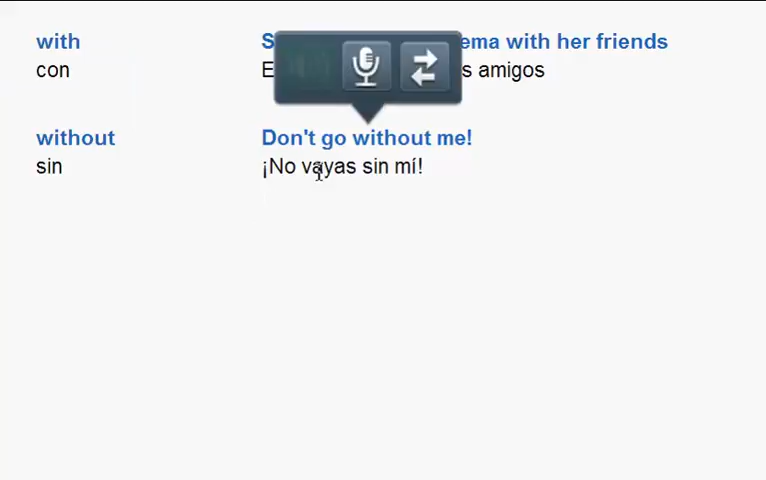 with
S ema with her friends
con
E s amigos
without
Don't go without me!
sin
¡No vayas sin mí!